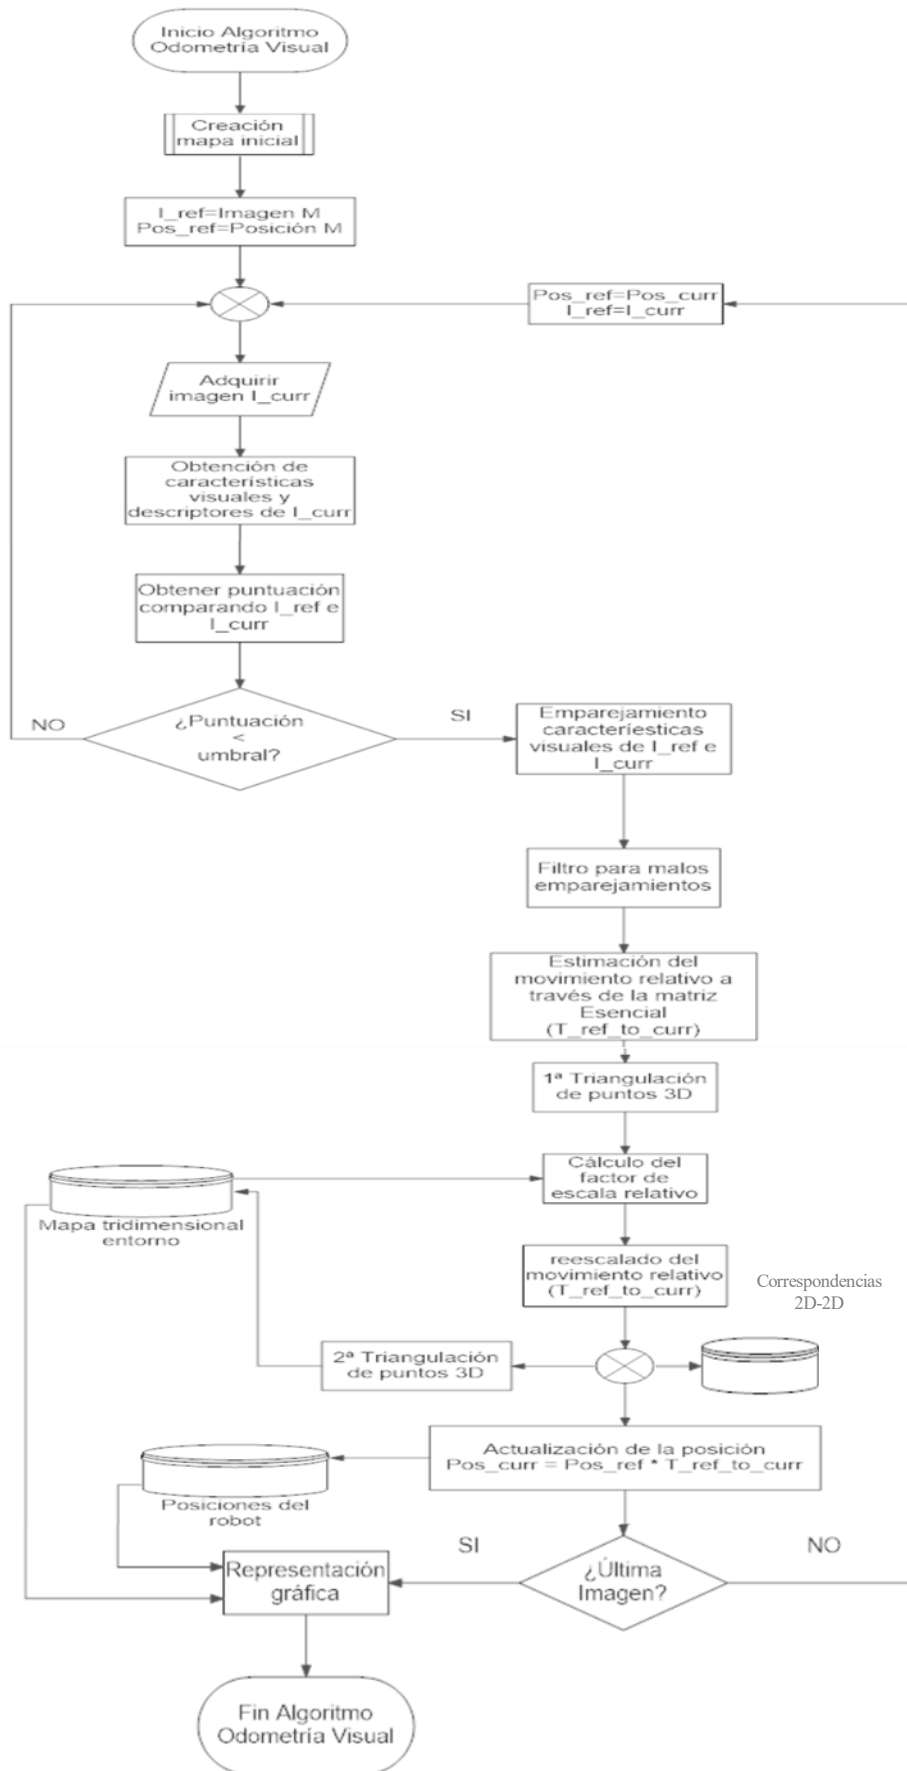 Inicio Algoritmo
Odometría Visual
Creación
mapa inicial
I_ref=Imagen M
Pos_ref=Posición M
Pos_ref=Pos_curr
I_ref=I_curr
Adquirir
imagen I_curr
Obtención de
características
visuales y
descriptores de I_curr
Obtener puntuación
comparando I_ref e
I_curr
NO
¿Puntuación
<
umbral?
SI
Emparejamiento
caracteríesticas
visuales de I_ref e
I_curr
Filtro para malos
emparejamientos
Estimación del
movimiento relativo a
través de la matriz
Esencial
(T_ref_to_curr)
1ª Triangulación
de puntos 3D
Cálculo del
factor de
escala relativo
Mapa tridimensional
entorno
reescalado del
movimiento relativo
(T_ref_to_curr)
Correspondencias
2D-2D
2ª Triangulación
de puntos 3D
Actualización de la posición
Pos_curr = Pos_ref * T_ref_to_curr
Posiciones del
robot
SI
NO
¿Última
Imagen?
Representación
gráfica
Fin Algoritmo
Odometría Visual